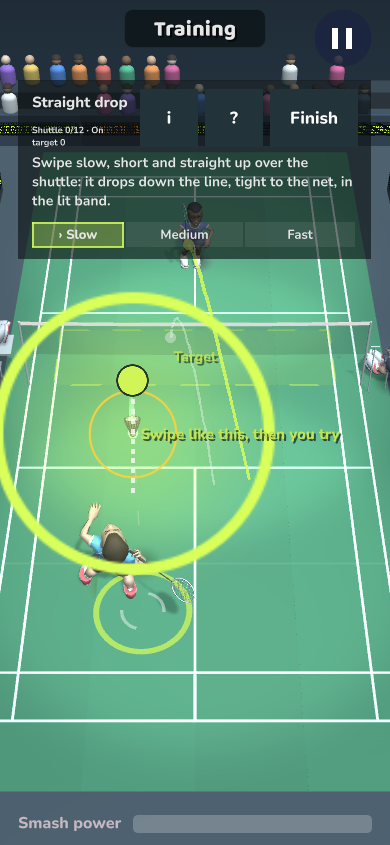 Training
Straight drop
Shuttle 0/12 · On
target 0
i
?
Finish
Swipe slow, short and straight up over the
shuttle: it drops down the line, tight to the net, in
the lit band.
› Slow
Medium
Fast
Target
Swipe like this, then you try
Smash power